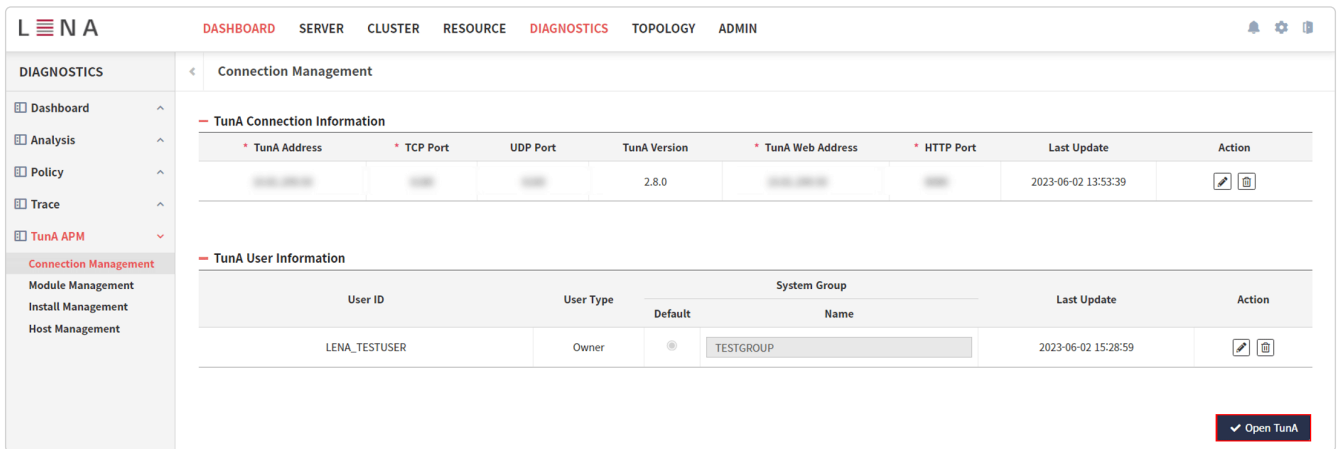 LENA DASHBOARD SERVER CLUSTER RESOURCE DIAGNOSTICS TOPOLOGY ADMIN
DIAGNOSTICS
Connection Management
Dashboard
Analysis
Policy
Trace
TunA APM
Connection Management
Module Management
Install Management
Host Management
TunA Connection Information
* TunA Address * TCP Port UDP Port TunA Version * TunA Web Address * HTTP Port Last Update Action
2.8.0 2023-06-02 13:53:39
TunA User Information
User ID User Type System Group Last Update Action
Default Name
LENA_TESTUSER Owner TESTGROUP 2023-06-02 15:28:59
Open TunA